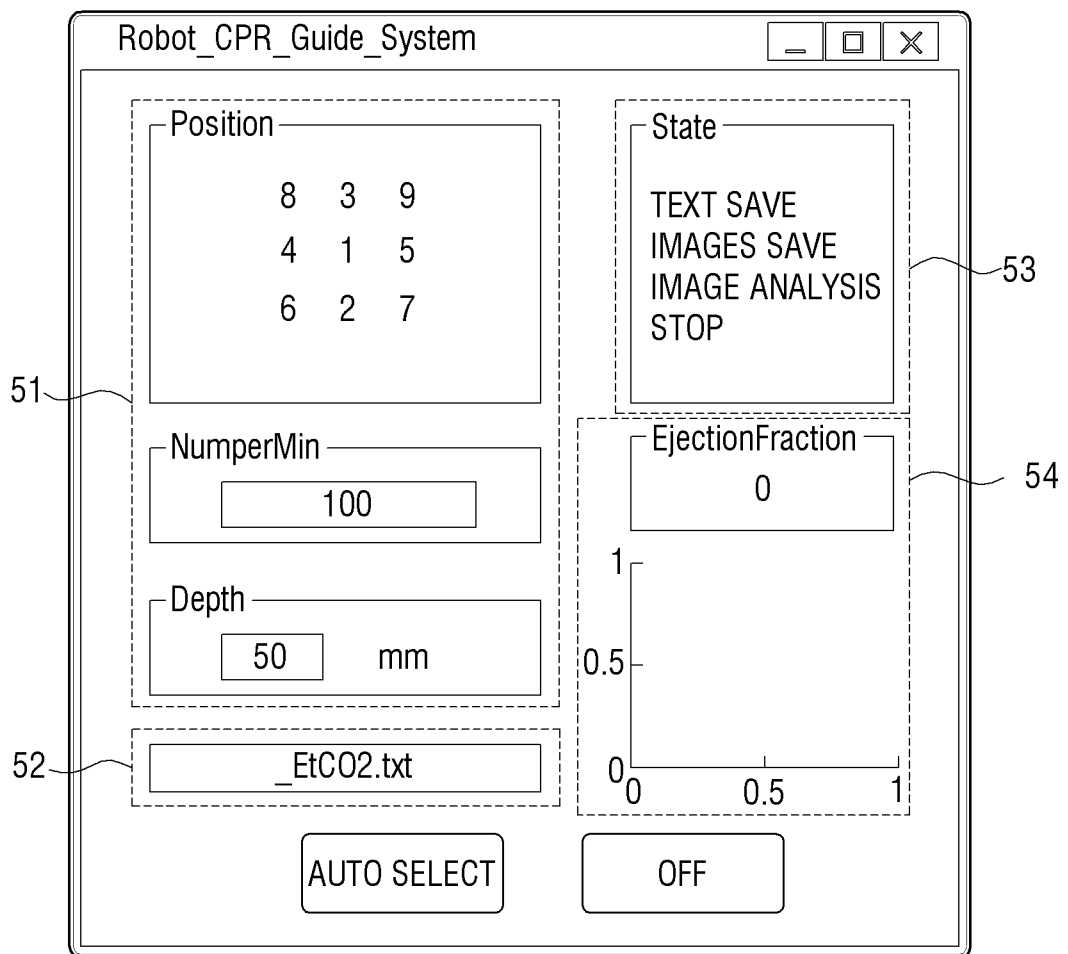 Robot_CPR_Guide_System
Position
8 3 9
4 1 5
6 2 7
51
NumperMin
100
Depth
50 mm
52
_EtCO2.txt
State
TEXT SAVE
IMAGES SAVE
IMAGE ANALYSIS
STOP
53
EjectionFraction
0
54
1
0.5
0
0 0.5 1
AUTO SELECT
OFF